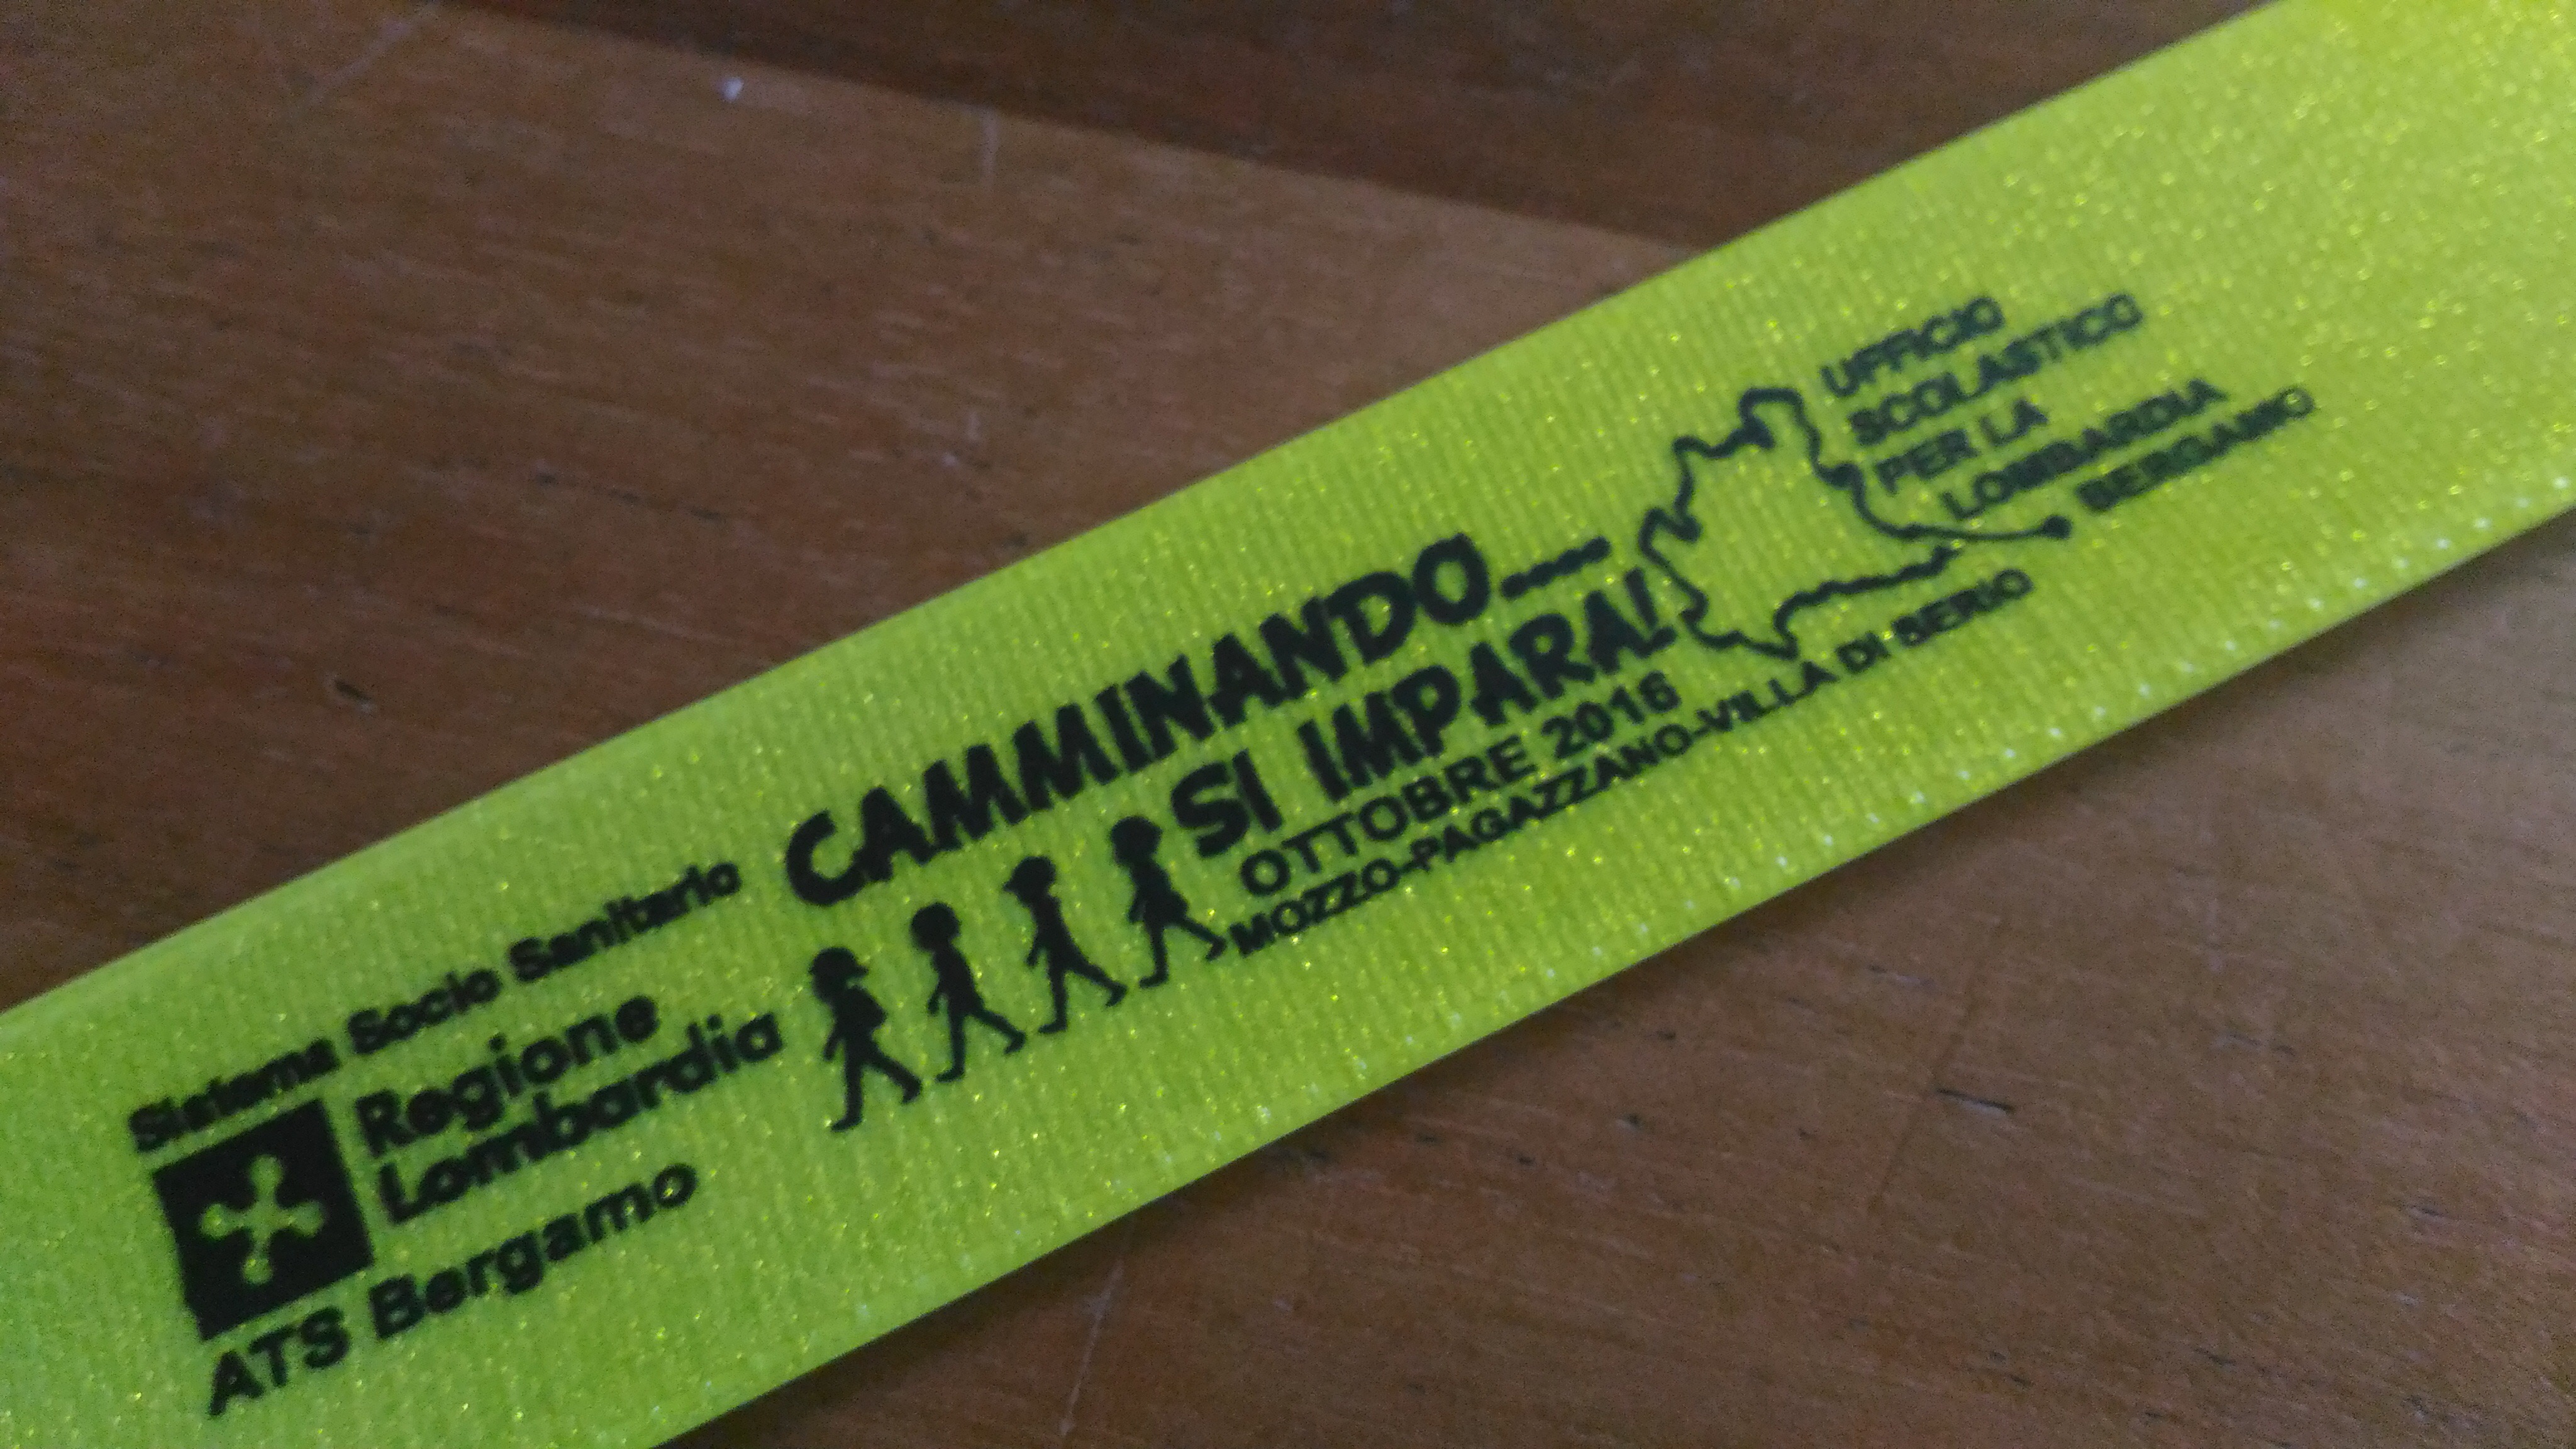 Sistema Socio Sanitario
Regione
Lombardia
ATS Bergamo
CAMMINANDO....
SI IMPARA!
OTTOBRE 2016
MOZZO-PAGAZZANO-VILLA DI SERIO
UFFICIO
SCOLASTICO
PER LA
LOMBARDIA
BERGAMO